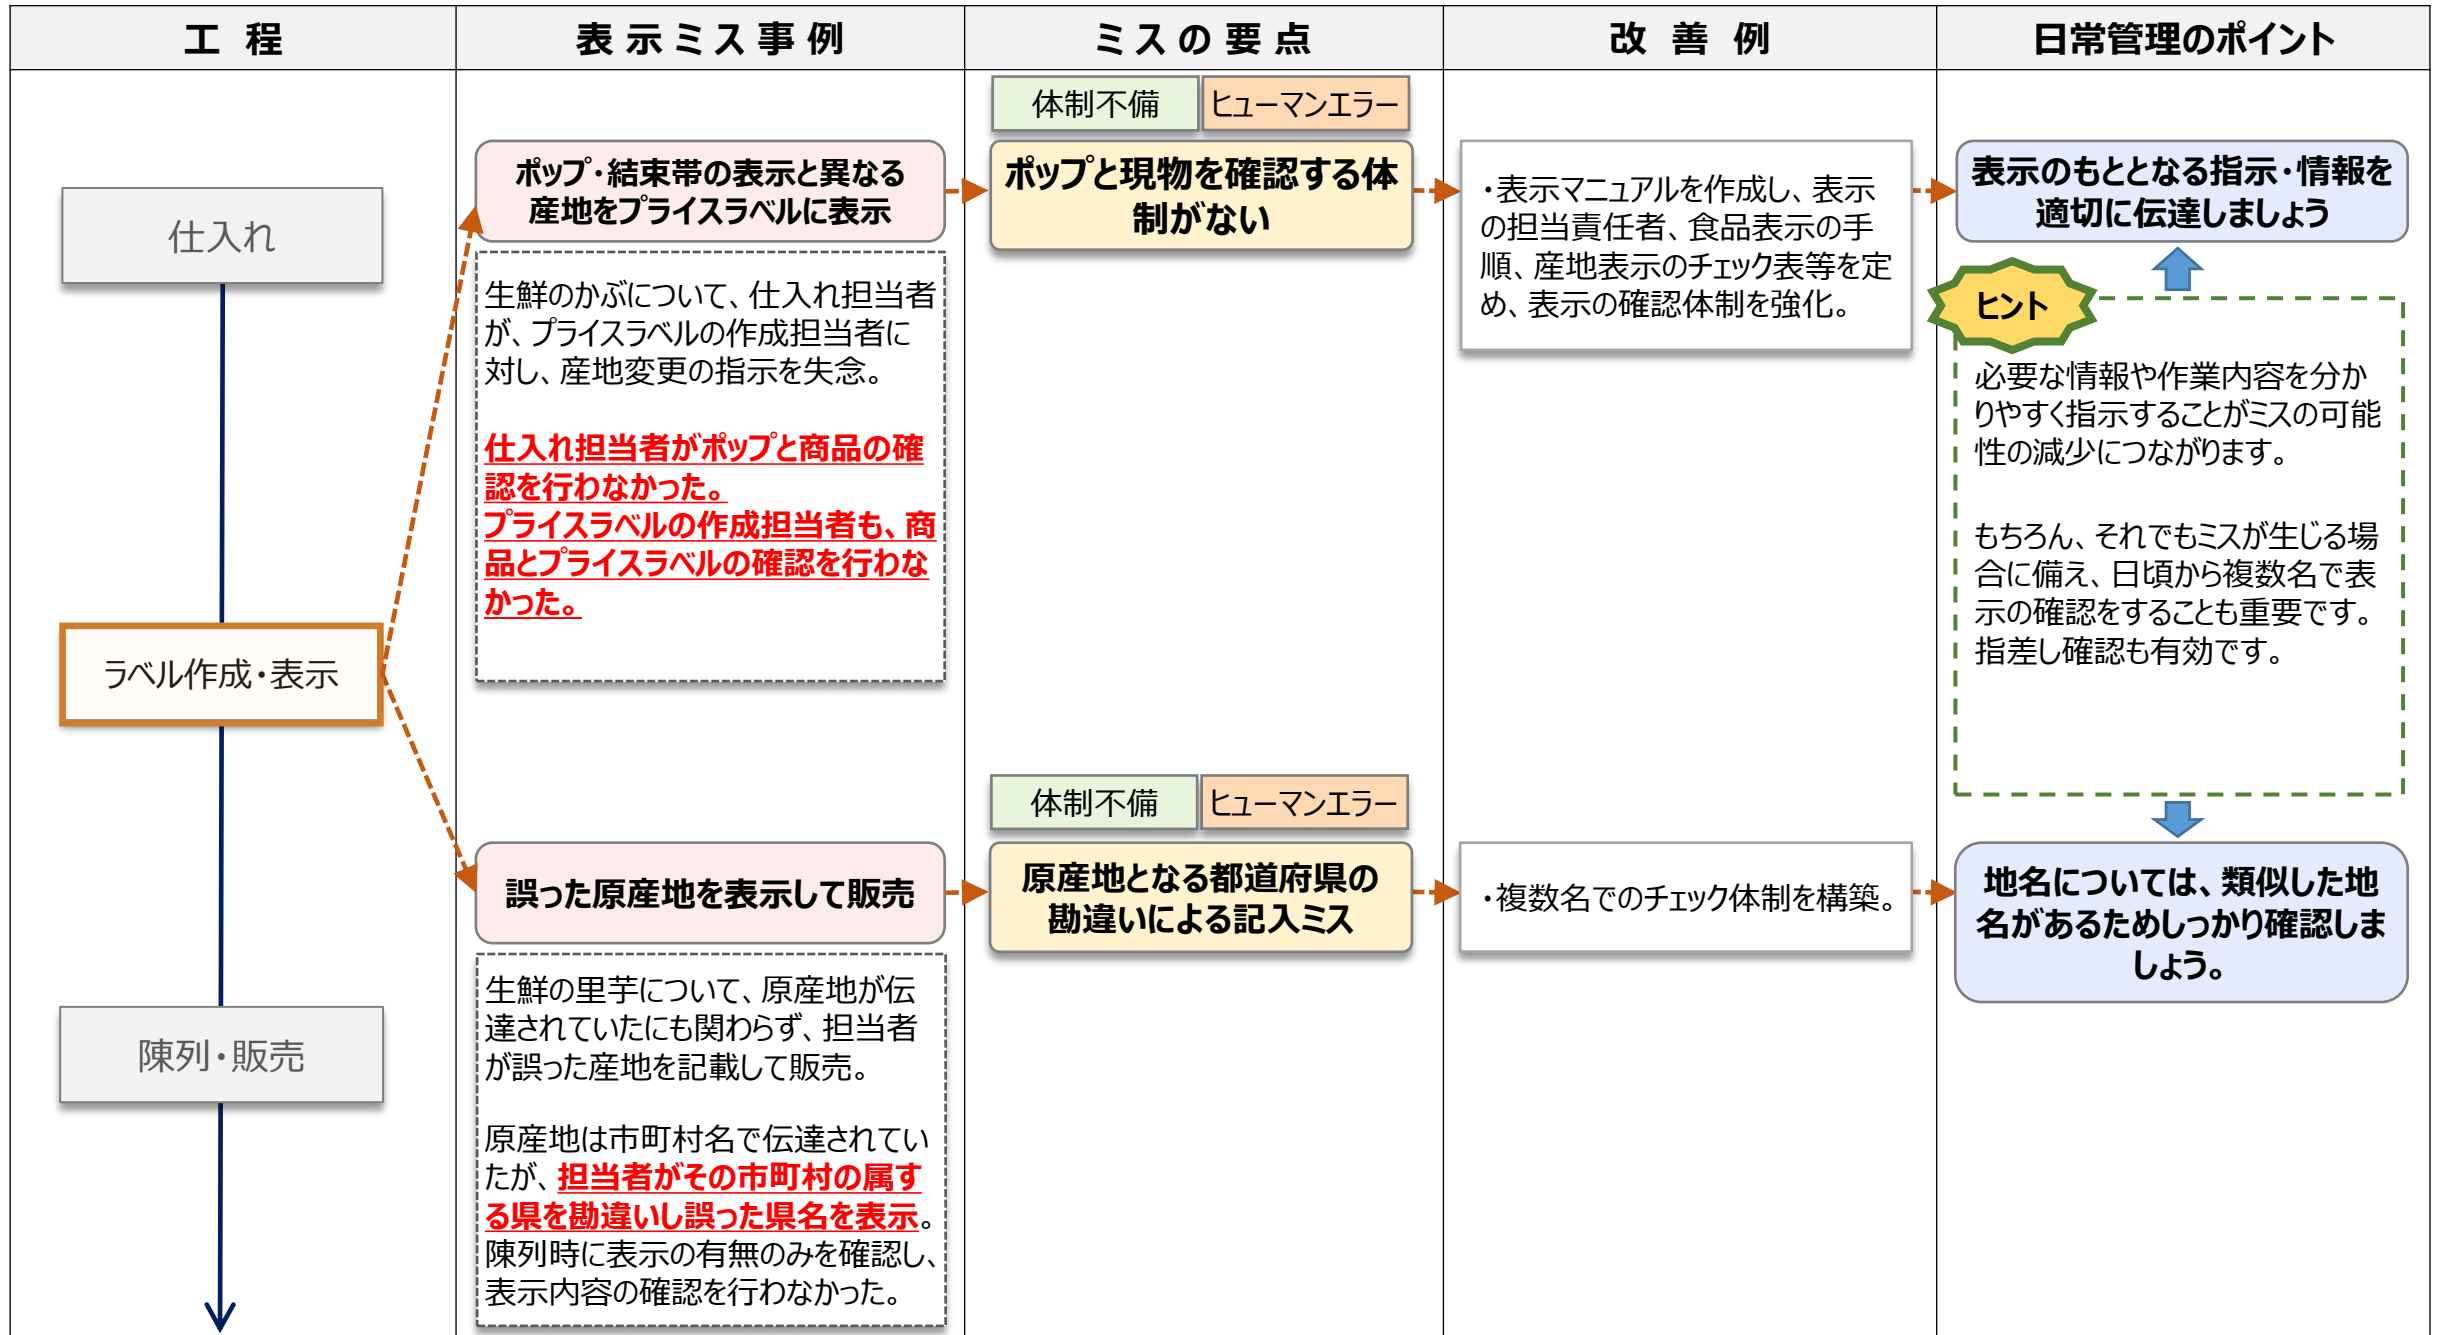 工程
表示ミス事例
ミスの要点
改善例
日常管理のポイント
仕入れ
ラベル作成・表示
陳列・販売
ポップ・結束帯の表示と異なる
産地をプライスラベルに表示
生鮮のかぶについて、仕入れ担当者
が、プライスラベルの作成担当者に
対し、産地変更の指示を失念。
仕入れ担当者がポップと商品の確
認を行わなかった。
プライスラベルの作成担当者も、商
品とプライスラベルの確認を行わな
かった。
体制不備
ヒューマンエラー
ポップと現物を確認する体
制がない
・表示マニュアルを作成し、表示
の担当責任者、食品表示の手
順、産地表示のチェック表等を定
め、表示の確認体制を強化。
表示のもととなる指示・情報を
適切に伝達しましょう
ヒント
必要な情報や作業内容を分か
りやすく指示することがミスの可能
性の減少につながります。
もちろん、それでもミスが生じる場
合に備え、日頃から複数名で表
示の確認をすることも重要です。
指差し確認も有効です。
誤った原産地を表示して販売
生鮮の里芋について、原産地が伝
達されていたにも関わらず、担当者
が誤った産地を記載して販売。
原産地は市町村名で伝達されてい
たが、担当者がその市町村の属す
る県を勘違いし誤った県名を表示。
陳列時に表示の有無のみを確認し、
表示内容の確認を行わなかった。
体制不備
ヒューマンエラー
原産地となる都道府県の
勘違いによる記入ミス
・複数名でのチェック体制を構築。
地名については、類似した地
名があるためしっかり確認しま
しょう。